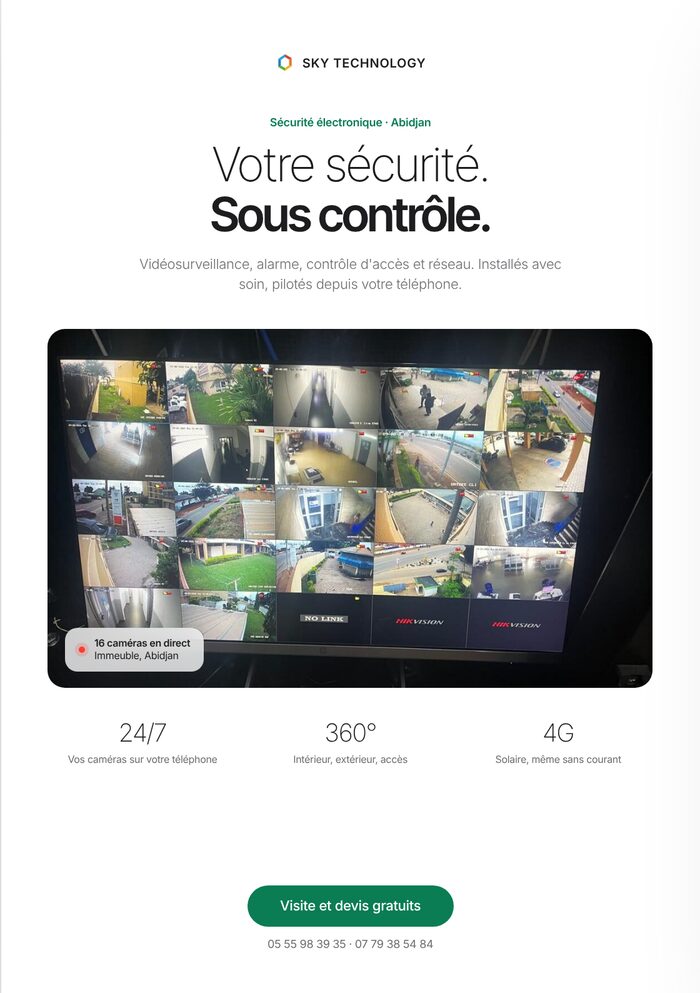 SKY TECHNOLOGY
Sécurité électronique · Abidjan
Votre sécurité.
Sous contrôle.
Vidéosurveillance, alarme, contrôle d'accès et réseau. Installés avec
soin, pilotés depuis votre téléphone.
NO LINK
HIKVISION
HIKVISION
16 caméras en direct
Immeuble, Abidjan
24/7
Vos caméras sur votre téléphone
360°
Intérieur, extérieur, accès
4G
Solaire, même sans courant
Visite et devis gratuits
05 55 98 39 35 · 07 79 38 54 84